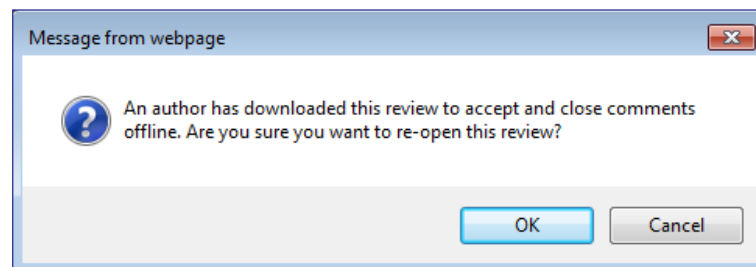 Message from webpage
An author has downloaded this review to accept and close comments
offline. Are you sure you want to re-open this review?
OK
Cancel